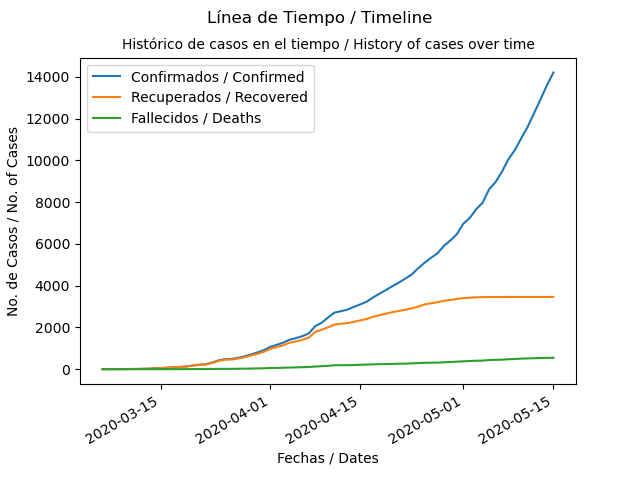 Línea de Tiempo / Timeline
Histórico de casos en el tiempo / History of cases over time
Confirmados / Confirmed
Recuperados / Recovered
Fallecidos / Deaths
No. de Casos / No. of Cases
14000
12000
10000
8000
6000
4000
2000
0
2020-03-15
2020-04-01
2020-04-15
2020-05-01
2020-05-15
Fechas / Dates